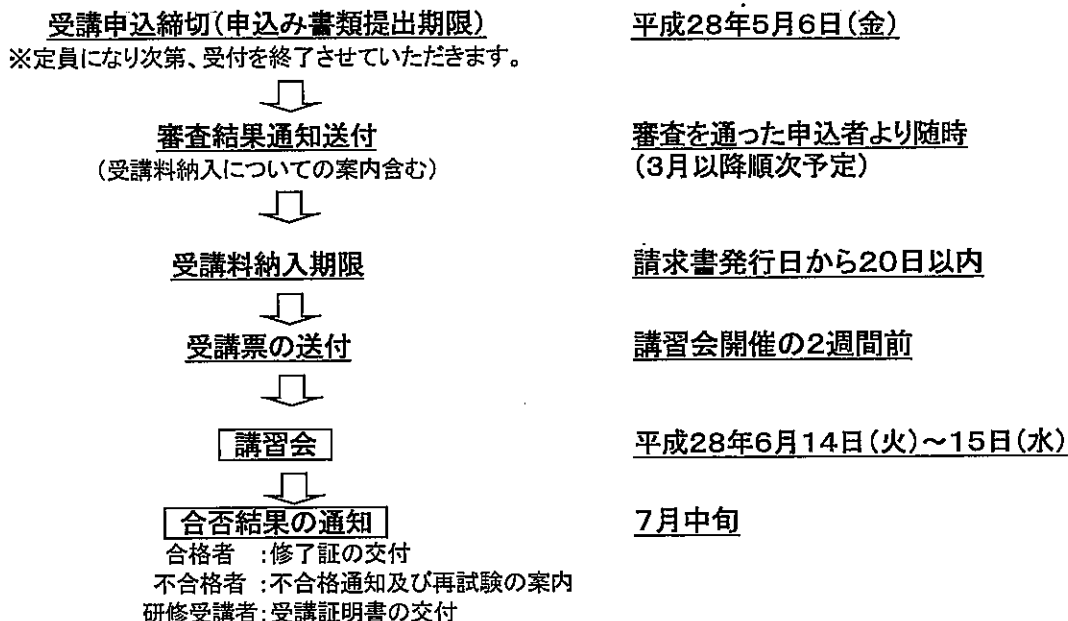 受講申込締切(申込み書類提出期限) 平成28年5月6日(金)
※定員になり次第、受付を終了させていただきます。
審査結果通知送付 審査を通った申込者より随時
(受講料納入についての案内含む) (3月以降順次予定)
受講料納入期限 請求書発行日から20日以内
受講票の送付 講習会開催の2週間前
講習会 平成28年6月14日(火)~15日(水)
合否結果の通知 7月中旬
合格者 :修了証の交付
不合格者 :不合格通知及び再試験の案内
研修受講者:受講証明書の交付